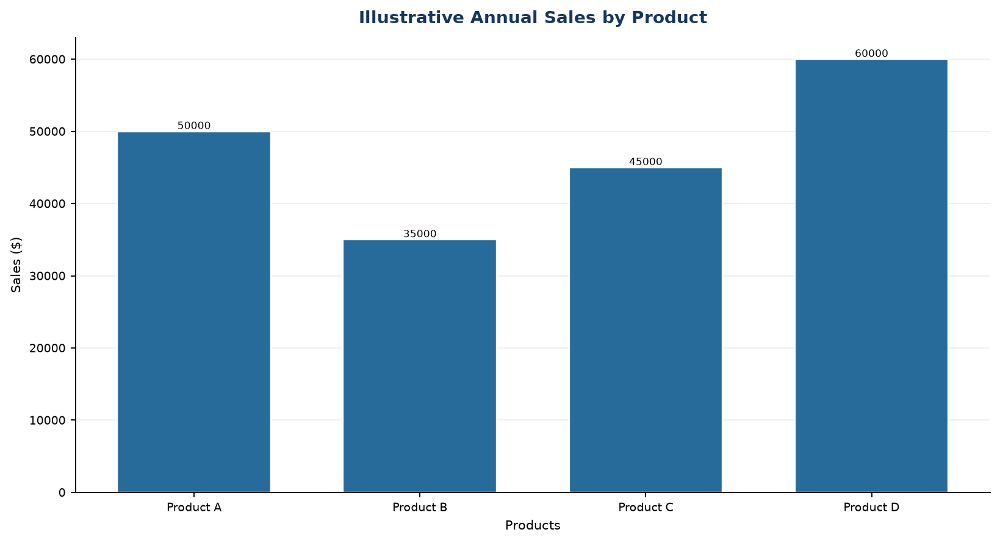 Illustrative Annual Sales by Product
60000
50000
40000
30000
20000
10000
0
Sales ($)
50000
35000
45000
60000
Product A
Product B
Product C
Product D
Products